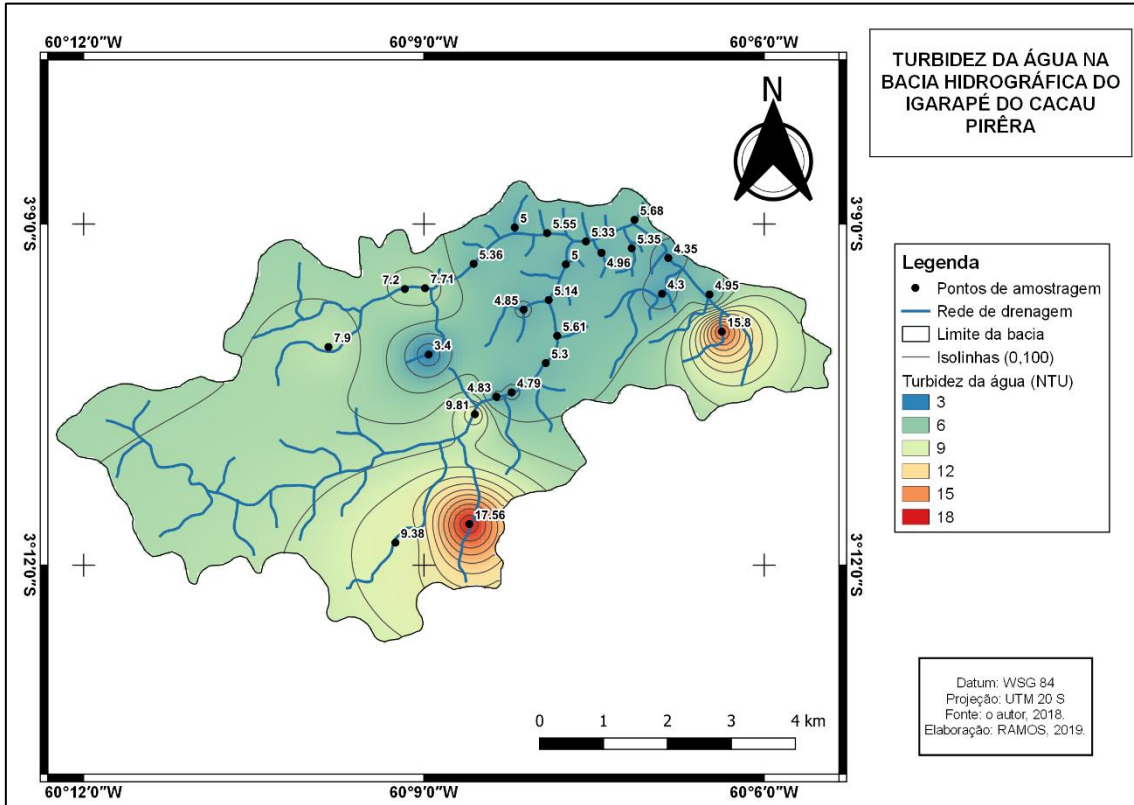 60°12'0"W
60°9'0"W
60°6'0"W
TURBIDEZ DA ÁGUA NA
BACIA HIDROGRÁFICA DO
IGARAPÉ DO CACAU
PIRÊRA
N
3°9'0"S
3°9'0"S
5.68
5
5.55
5.33
5.35
4.35
5.36
5
4.96
7.2
7.71
4.3
4.95
4.85
5.14
15.8
7.9
5.61
3.4
5.3
4.83
4.79
9.81
17.56
9.38
3°12'0"S
3°12'0"S
Legenda
Pontos de amostragem
Rede de drenagem
Limite da bacia
Isolinhas (0,100)
Turbidez da água (NTU)
3
6
9
12
15
18
0 1 2 3 4 km
Datum: WSG 84
Projeção: UTM 20 S
Fonte: o autor, 2018.
Elaboração: RAMOS, 2019.
60°12'0"W
60°9'0"W
60°6'0"W